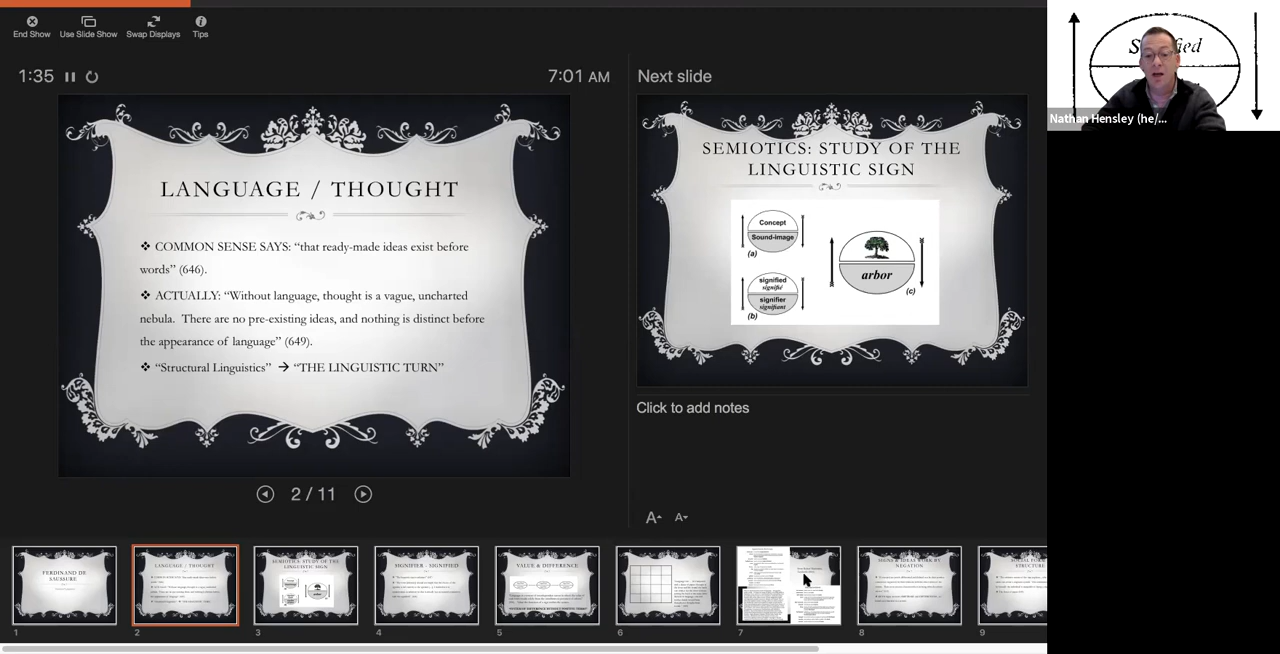 End Show
Use Slide Show
Swap Displays
Tips
1:35
7:01 AM
Next slide
LANGUAGE / THOUGHT
❖ COMMON SENSE SAYS: “that ready-made ideas exist before
words” (646).
❖ ACTUALLY: “Without language, thought is a vague, uncharted
nebula. There are no pre-existing ideas, and nothing is distinct before
the appearance of language” (649).
❖ “Structural Linguistics” → “THE LINGUISTIC TURN”
SEMIOTICS: STUDY OF THE
LINGUISTIC SIGN
Concept
Sound-image
(a)
signified
signifié
signifier
signifiant
(b)
arbor
(c)
Click to add notes
2 / 11
A A
Nathan Hensley (he/...
FERDINAND DE
SAUSSURE
LANGUAGE / THOUGHT
SEMIOTICS: STUDY OF THE
LINGUISTIC SIGN
SIGNIFIER - SIGNIFIED
VALUE & DIFFERENCE
NEGATION
STRUCTURE
1
2
3
4
5
6
7
8
9